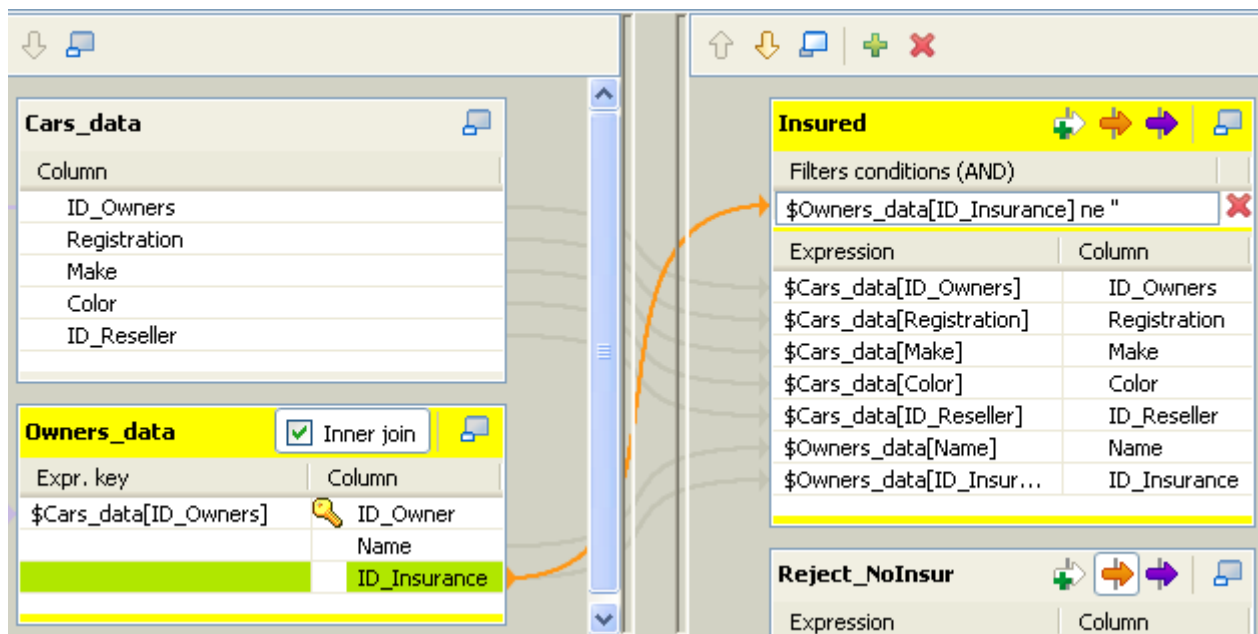 Cars_data
Column
ID_Owners
Registration
Make
Color
ID_Reseller
Owners_data Inner join
Expr. key Column
$Cars_data[ID_Owners] ID_Owner
Name
ID_Insurance
Insured
Filters conditions (AND)
$Owners_data[ID_Insurance] ne ''
Expression Column
$Cars_data[ID_Owners] ID_Owners
$Cars_data[Registration] Registration
$Cars_data[Make] Make
$Cars_data[Color] Color
$Cars_data[ID_Reseller] ID_Reseller
$Owners_data[Name] Name
$Owners_data[ID_Insur... ID_Insurance
Reject_NoInsur
Expression Column